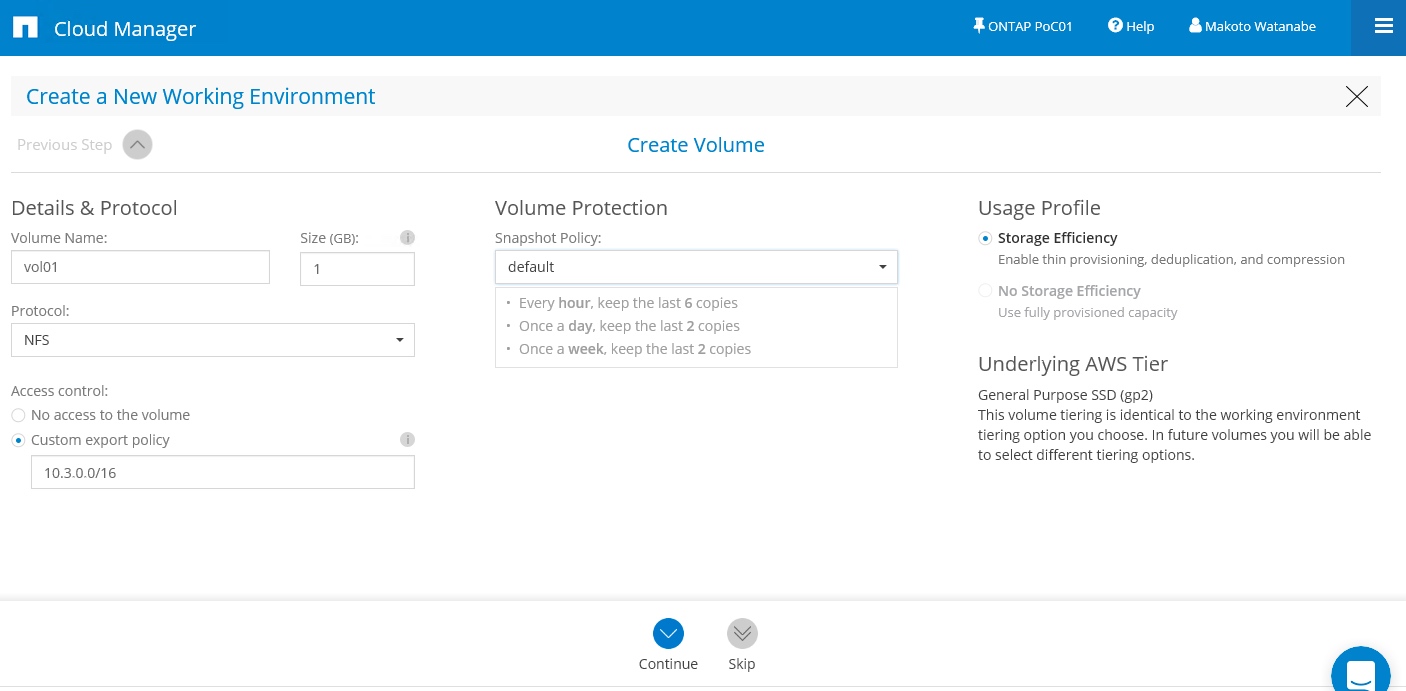 Cloud Manager
ONTAP PoC01
Help
Makoto Watanabe
Create a New Working Environment
Previous Step
Create Volume
Details & Protocol
Volume Name:
Size (GB):
vol01
1
Protocol:
NFS
Access control:
No access to the volume
Custom export policy
10.3.0.0/16
Volume Protection
Snapshot Policy:
default
• Every hour, keep the last 6 copies
• Once a day, keep the last 2 copies
• Once a week, keep the last 2 copies
Usage Profile
Storage Efficiency
Enable thin provisioning, deduplication, and compression
No Storage Efficiency
Use fully provisioned capacity
Underlying AWS Tier
General Purpose SSD (gp2)
This volume tiering is identical to the working environment
tiering option you choose. In future volumes you will be able
to select different tiering options.
Continue
Skip